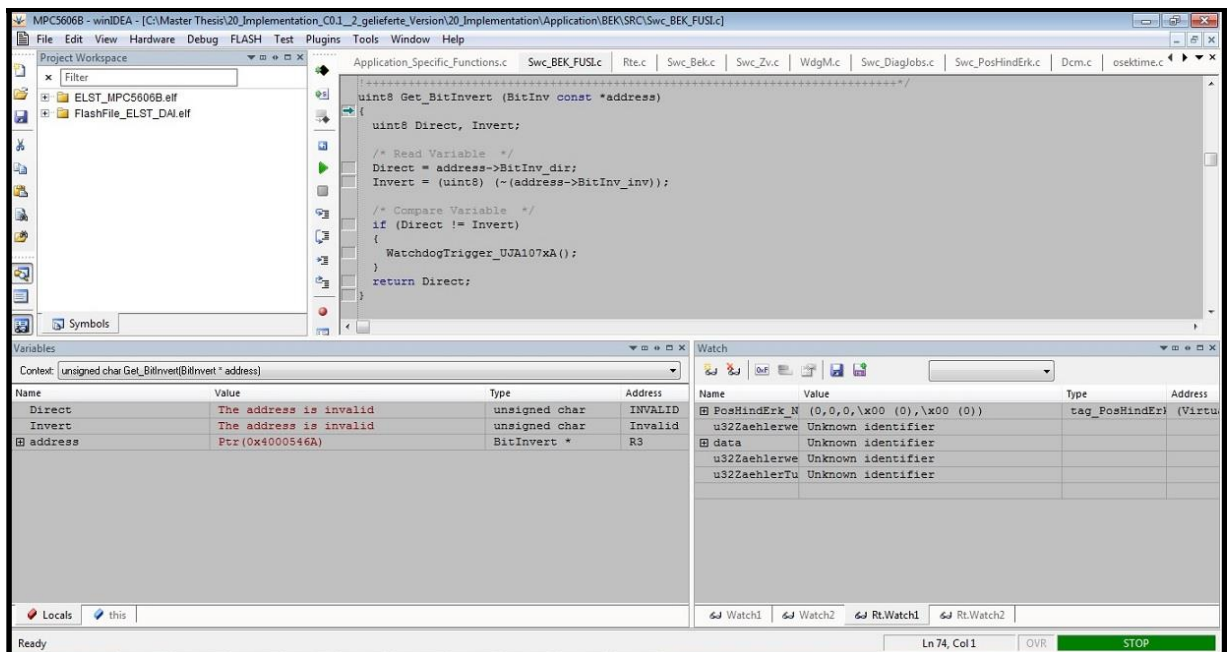 MPC5606B - winIDEA - [C:\Master Thesis\20_Implementation_C0.1__2_gelieferte_Version\20_Implementation\Application\BEK\SRC\Swc_BEK_FUSI.c]
File Edit View Hardware Debug FLASH Test Plugins Tools Window Help
Project Workspace
Filter
ELST_MPC5606B.elf
FlashFile_ELST_DAI.elf
Symbols
Application_Specific_Functions.c Swc_BEK_FUSI.c Rte.c Swc_Bek.c Swc_Zv.c WdgM.c Swc_DiagJobs.c Swc_PosHindErk.c Dcm.c osektime.c
uint8 Get_BitInvert (BitInv const *address)
{
uint8 Direct, Invert;
/* Read Variable */
Direct = address->BitInv_dir;
Invert = (uint8) (~(address->BitInv_inv));
/* Compare Variable */
if (Direct != Invert)
{
WatchdogTrigger_UJA107xA();
}
return Direct;
}
Variables
Context: unsigned char Get_BitInvert(BitInvert * address)
Name Value Type Address
Direct The address is invalid unsigned char INVALID
Invert The address is invalid unsigned char Invalid
address Ptr(0x4000546A) BitInvert * R3
Locals this
Watch
Name Value Type Address
PosHindErk_N (0,0,0,\x00 (0),\x00 (0)) tag_PosHindErk (Virtua
u32Zaehlerwe Unknown identifier
data Unknown identifier
u32Zaehlerwe Unknown identifier
u32ZaehlerTu Unknown identifier
Watch1 Watch2 Rt.Watch1 Rt.Watch2
Ready Ln 74, Col 1 OVR STOP